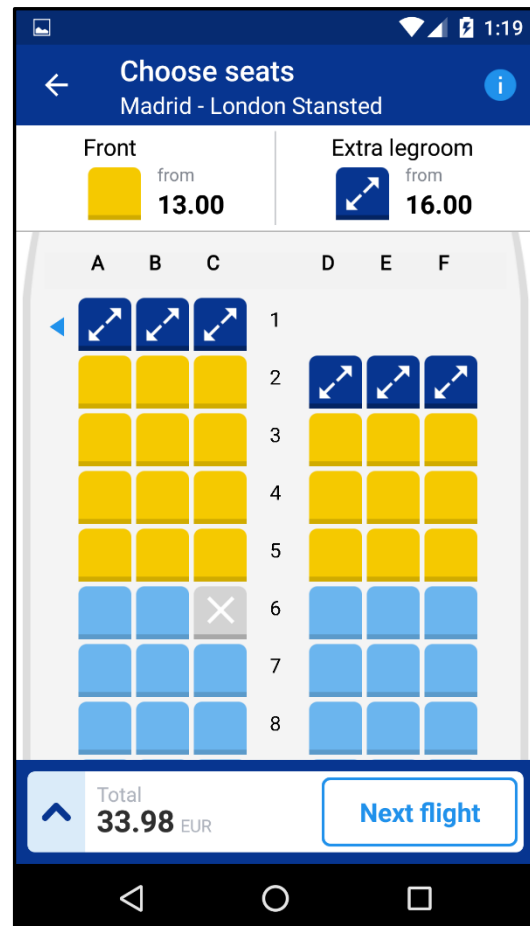 1:19
Choose seats
Madrid - London Stansted
i
Front
from
13.00
Extra legroom
from
16.00
A B C D E F
1
2
3
4
5
6
7
8
Total
33.98 EUR
Next flight